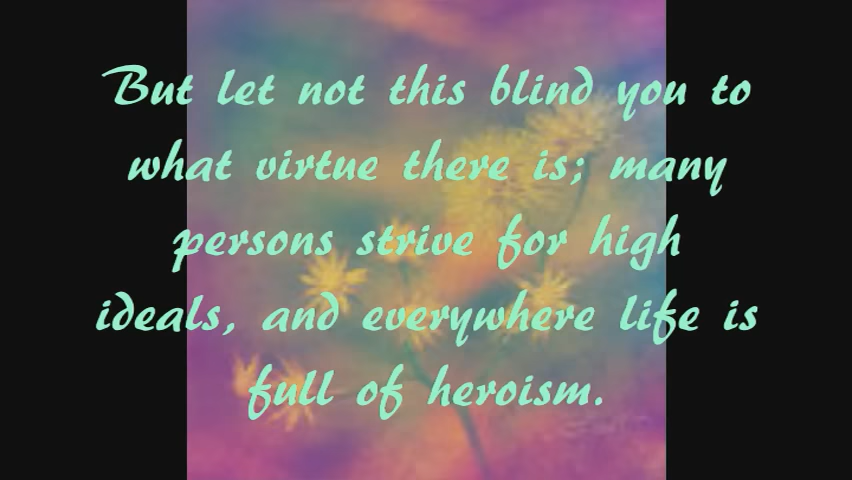 But let not this blind you to
what virtue there is; many
persons strive for high
ideals, and everywhere life is
full of heroism.